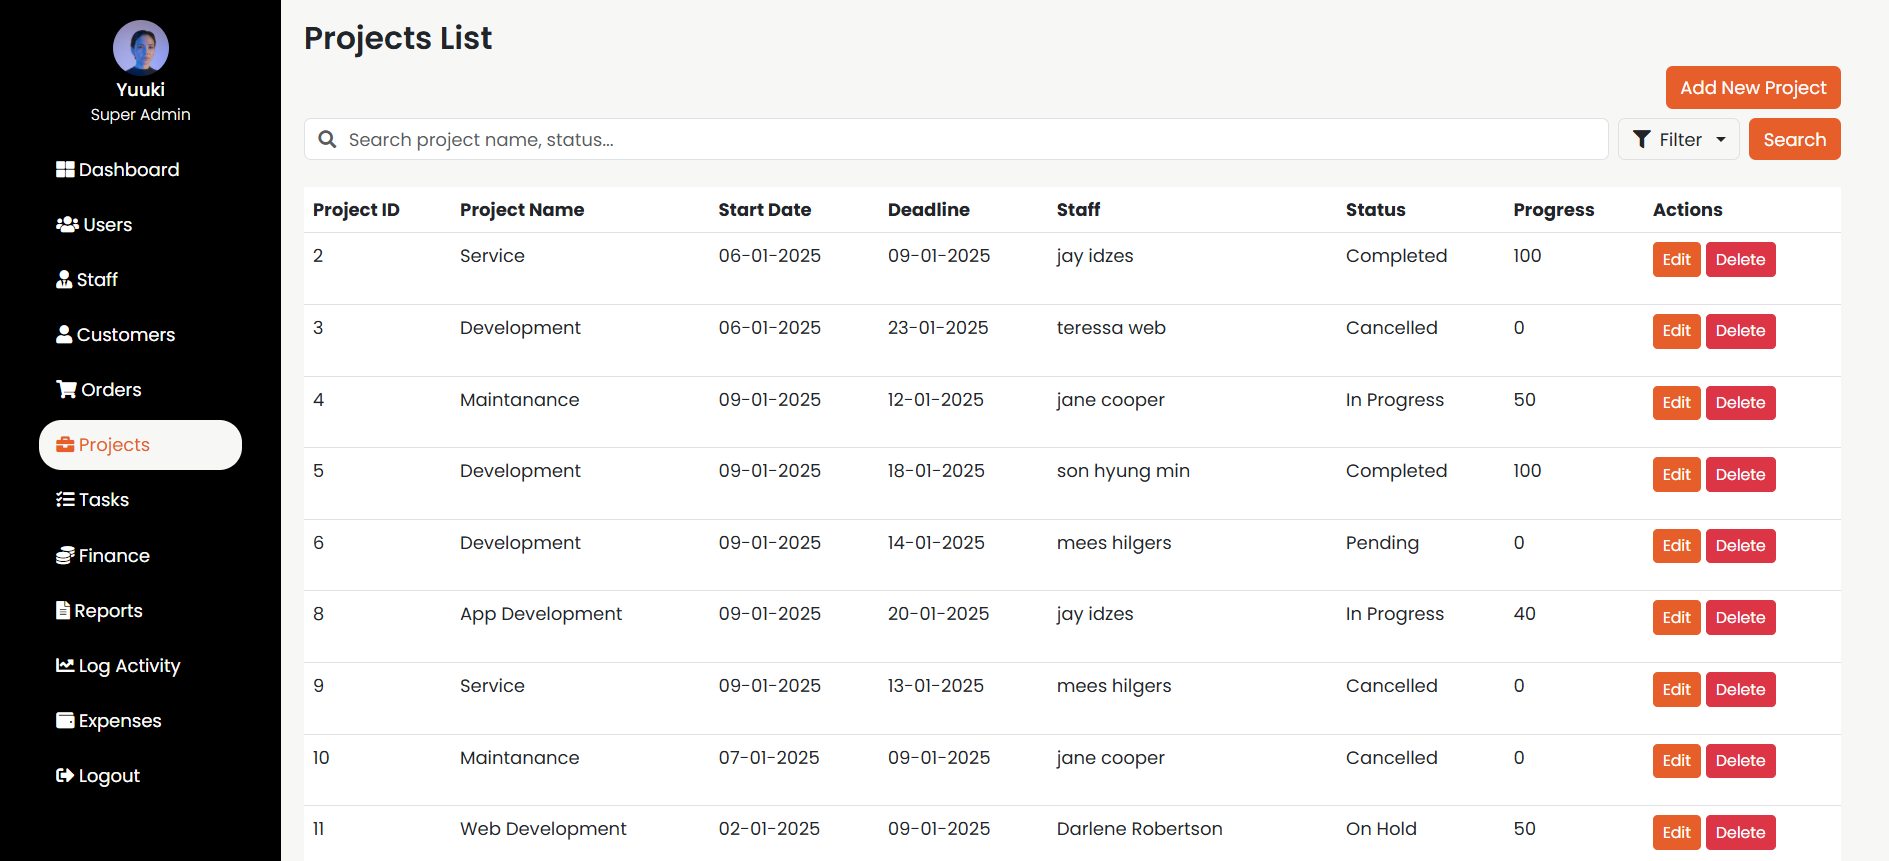 Yuuki
Super Admin
Dashboard
Users
Staff
Customers
Orders
Projects
Tasks
Finance
Reports
Log Activity
Expenses
Logout
Projects List
Add New Project
Search project name, status...
Filter
Search
Project ID Project Name Start Date Deadline Staff Status Progress Actions
2 Service 06-01-2025 09-01-2025 jay idzes Completed 100 Edit Delete
3 Development 06-01-2025 23-01-2025 teressa web Cancelled 0 Edit Delete
4 Maintanance 09-01-2025 12-01-2025 jane cooper In Progress 50 Edit Delete
5 Development 09-01-2025 18-01-2025 son hyung min Completed 100 Edit Delete
6 Development 09-01-2025 14-01-2025 mees hilgers Pending 0 Edit Delete
8 App Development 09-01-2025 20-01-2025 jay idzes In Progress 40 Edit Delete
9 Service 09-01-2025 13-01-2025 mees hilgers Cancelled 0 Edit Delete
10 Maintanance 07-01-2025 09-01-2025 jane cooper Cancelled 0 Edit Delete
11 Web Development 02-01-2025 09-01-2025 Darlene Robertson On Hold 50 Edit Delete